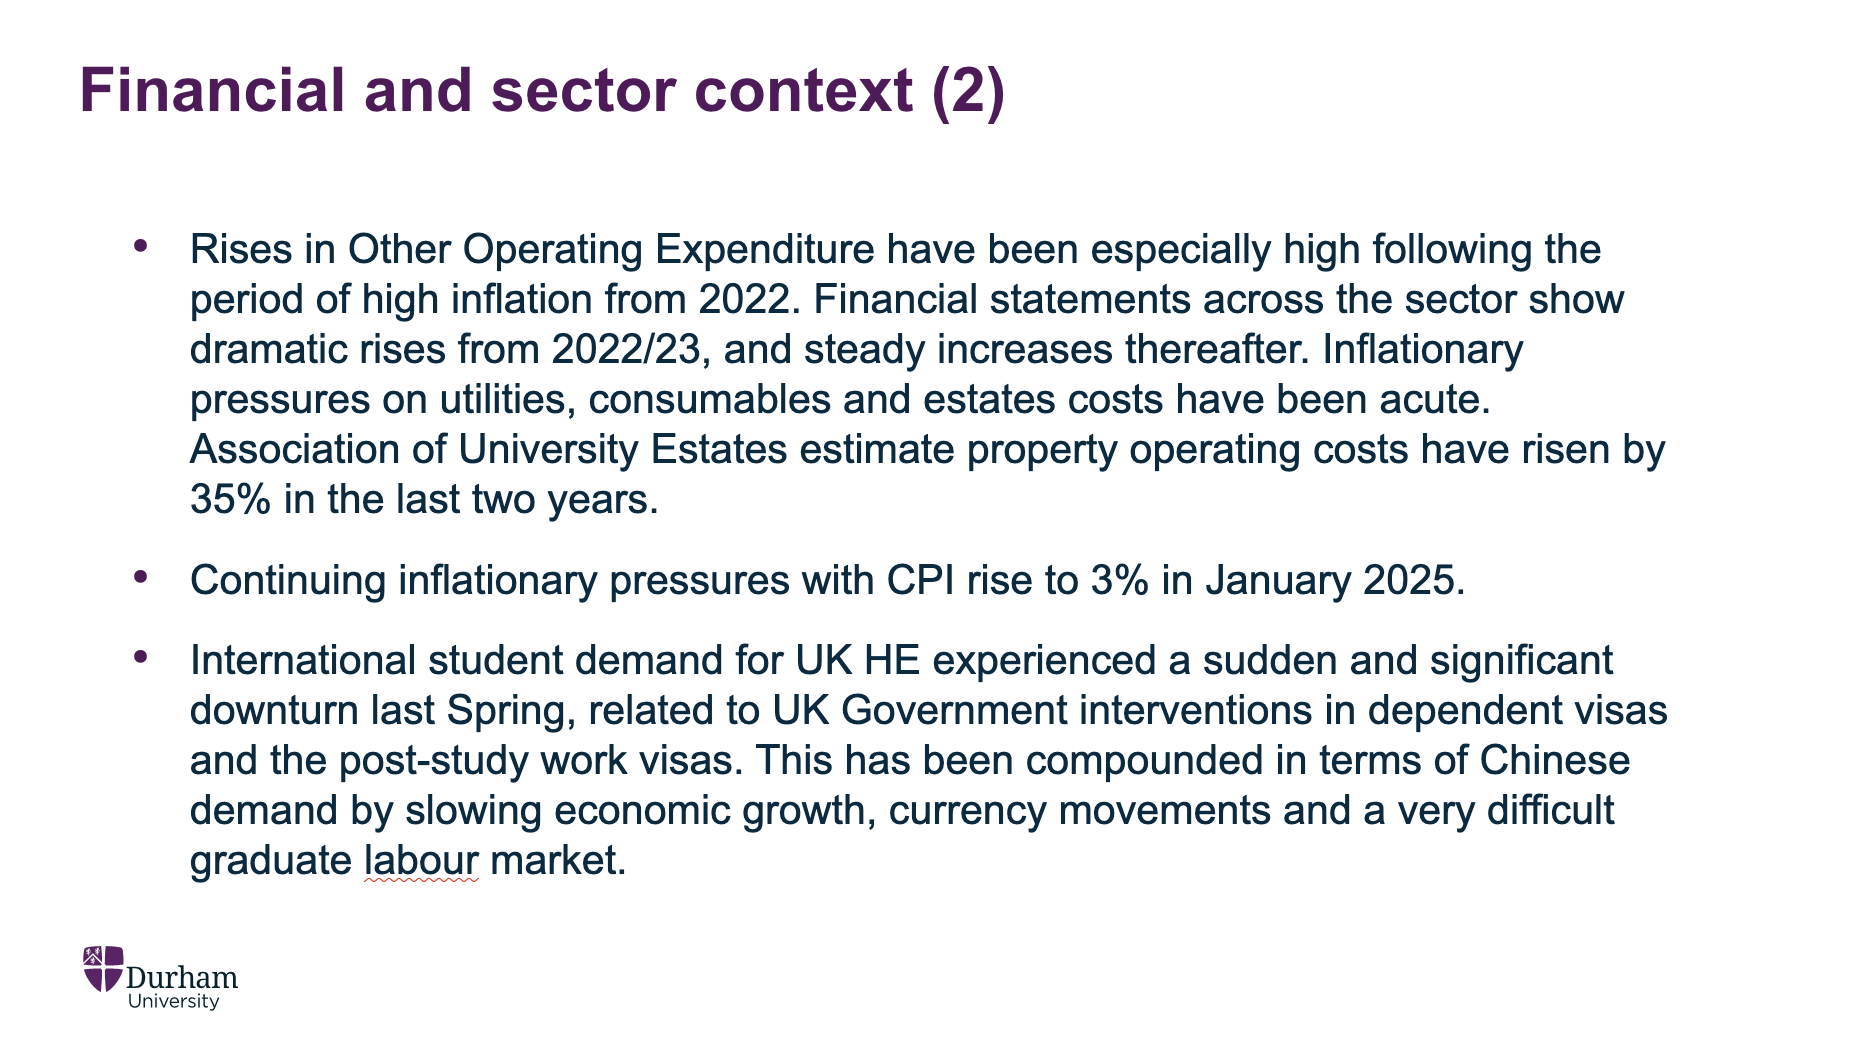 Financial and sector context (2)
• Rises in Other Operating Expenditure have been especially high following the
period of high inflation from 2022. Financial statements across the sector show
dramatic rises from 2022/23, and steady increases thereafter. Inflationary
pressures on utilities, consumables and estates costs have been acute.
Association of University Estates estimate property operating costs have risen by
35% in the last two years.
• Continuing inflationary pressures with CPI rise to 3% in January 2025.
• International student demand for UK HE experienced a sudden and significant
downturn last Spring, related to UK Government interventions in dependent visas
and the post-study work visas. This has been compounded in terms of Chinese
demand by slowing economic growth, currency movements and a very difficult
graduate labour market.
Durham
University